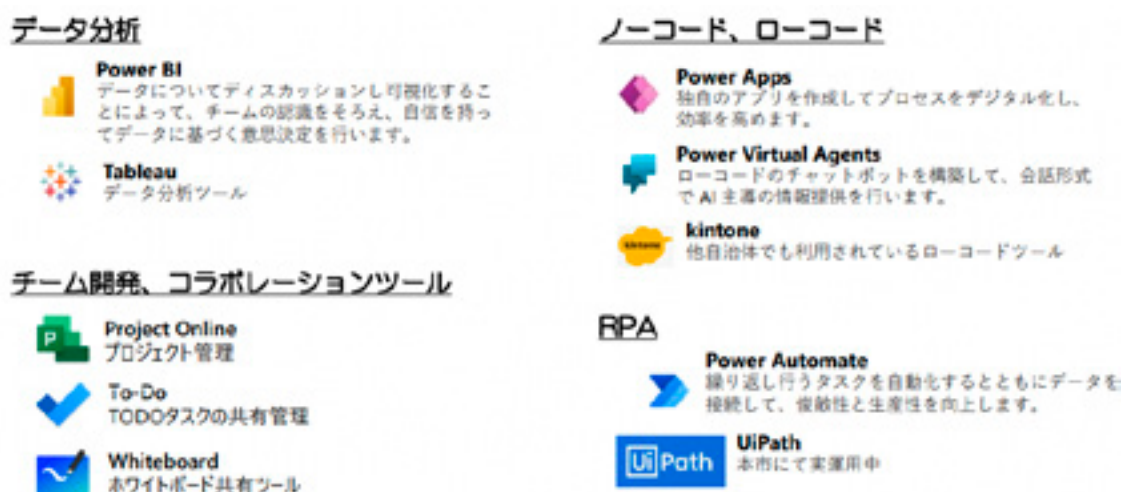 データ分析
Power BI
データについてディスカッションし可視化するこ
とによって、チームの認識をそろえ、自信を持っ
てデータに基づく意思決定を行います。
Tableau
データ分析ツール
チーム開発、コラボレーションツール
P
Project Online
プロジェクト管理
To-Do
TODOタスクの共有管理
Whiteboard
ホワイトボード共有ツール
ノーコード、ローコード
Power Apps
独自のアプリを作成してプロセスをデジタル化し、
効率を高めます。
Power Virtual Agents
ローコードのチャットボットを構築して、会話形式
で AI 主導の情報提供を行います。
kintone
kintone
他自治体でも利用されているローコードツール
RPA
Power Automate
繰り返し行うタスクを自動化するとともにデータを
接続して、俊敏性と生産性を向上します。
UiPath
UiPath
本市にて実運用中